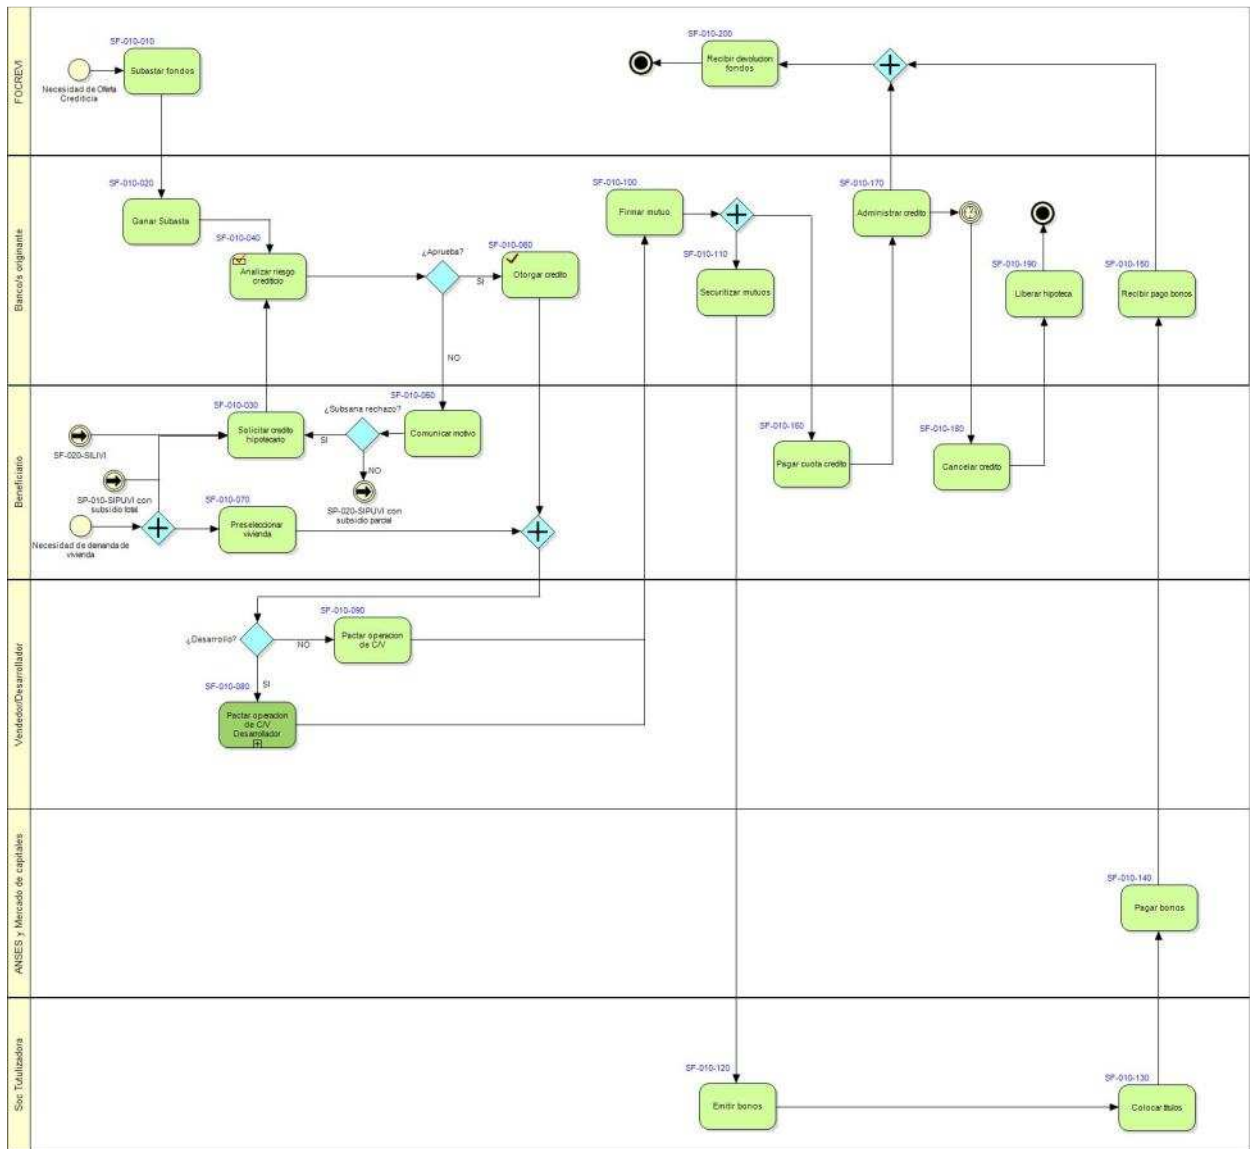 FOCREVI
SF-010-010
Subastar fondos
Necesidad de Oferta
Crediticia
SF-010-200
Recibir devolucion
fondos
Banco/s originante
SF-010-020
Ganar Subasta
SF-010-040
Analizar riesgo
crediticio
¿Aprueba?
SI
NO
SF-010-060
Otorgar credito
SF-010-100
Firmar mutuo
SF-010-110
Securitizar mutuos
SF-010-170
Administrar credito
SF-010-190
Liberar hipoteca
SF-010-150
Recibir pago bonos
Beneficiario
SF-020-SILIVI
SP-010-SIPUVI con
subsidio total
Necesidad de demanda de
vivienda
SF-010-030
Solicitar credito
hipotecario
¿Subsana rechazo?
SI
NO
SF-010-050
Comunicar motivo
SP-020-SIPUVI con
subsidio parcial
SF-010-070
Preseleccionar
vivienda
SF-010-160
Pagar cuota credito
SF-010-180
Cancelar credito
Vendedor/Desarrollador
¿Desarrollo?
NO
SI
SF-010-090
Pactar operacion
de C/V
SF-010-080
Pactar operacion
de C/V
Desarrollador
ANSES y Mercado de capitales
SF-010-140
Pagar bonos
Soc Tutulizadora
SF-010-120
Emitir bonos
SF-010-130
Colocar titulos